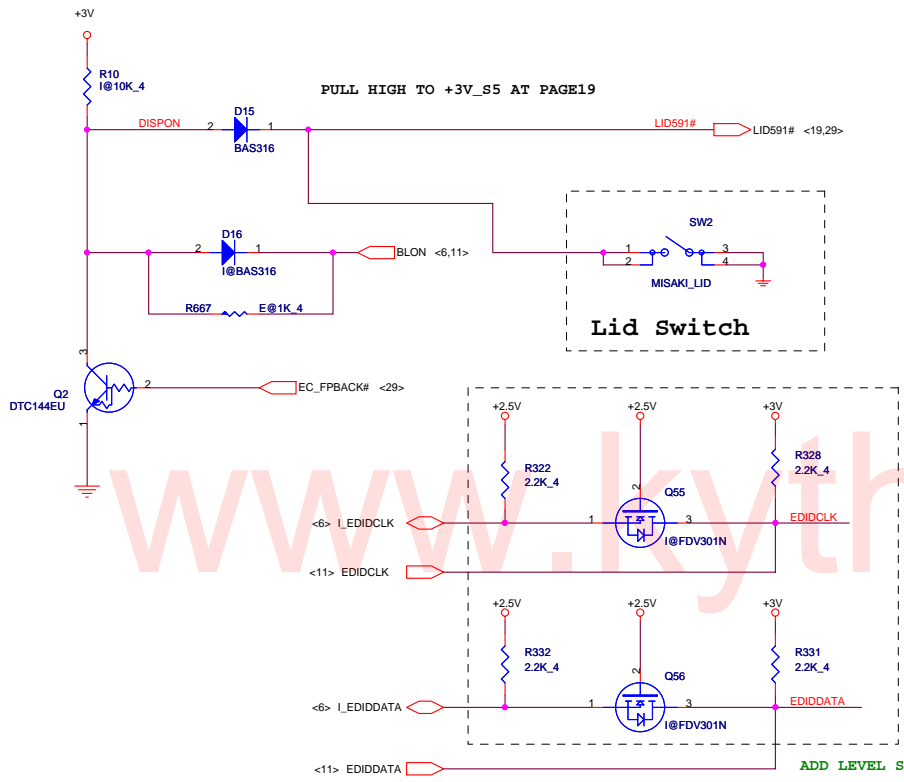 +3V
R10
I@10K_4
PULL HIGH TO +3V_S5 AT PAGE19
DISPON
2
D15
1
BAS316
LID591#
LID591# <19,29>
D16
2
1
I@BAS316
BLON <6,11>
R667
E@1K_4
SW2
1
2
3
4
MISAKI_LID
Lid Switch
3
Q2
DTC144EU
2
1
EC_FPBACK# <29>
+2.5V
+2.5V
+3V
R322
2.2K_4
R328
2.2K_4
2
Q55
<6> I_EDIDCLK
1
3
EDIDCLK
I@FDV301N
<11> EDIDCLK
+2.5V
+2.5V
+3V
R332
2.2K_4
R331
2.2K_4
2
Q56
<6> I_EDIDDATA
1
3
EDIDDATA
I@FDV301N
<11> EDIDDATA
ADD LEVEL S
www.kyth